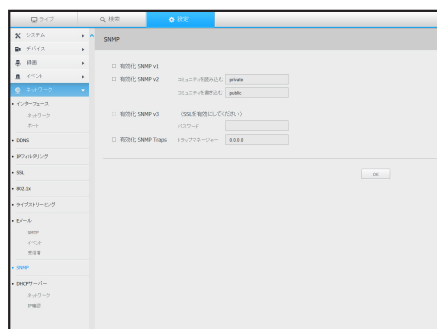 ライブ
検索
設定
システム
デバイス
録画
イベント
ネットワーク
インターフェース
ネットワーク
ポート
DDNS
IPフィルタリング
SSL
802.1x
ライブストリーミング
Eメール
SMTP
イベント
受信者
SNMP
DHCPサーバー
ネットワーク
IP確認
SNMP
有効化 SNMP v1
有効化 SNMP v2 コミュニティを読み込む private
コミュニティを書き込む public
有効化 SNMP v3 (SSLを有効にしてください)
パスワード
有効化 SNMP Traps トラップマネージャー 0.0.0.0
OK